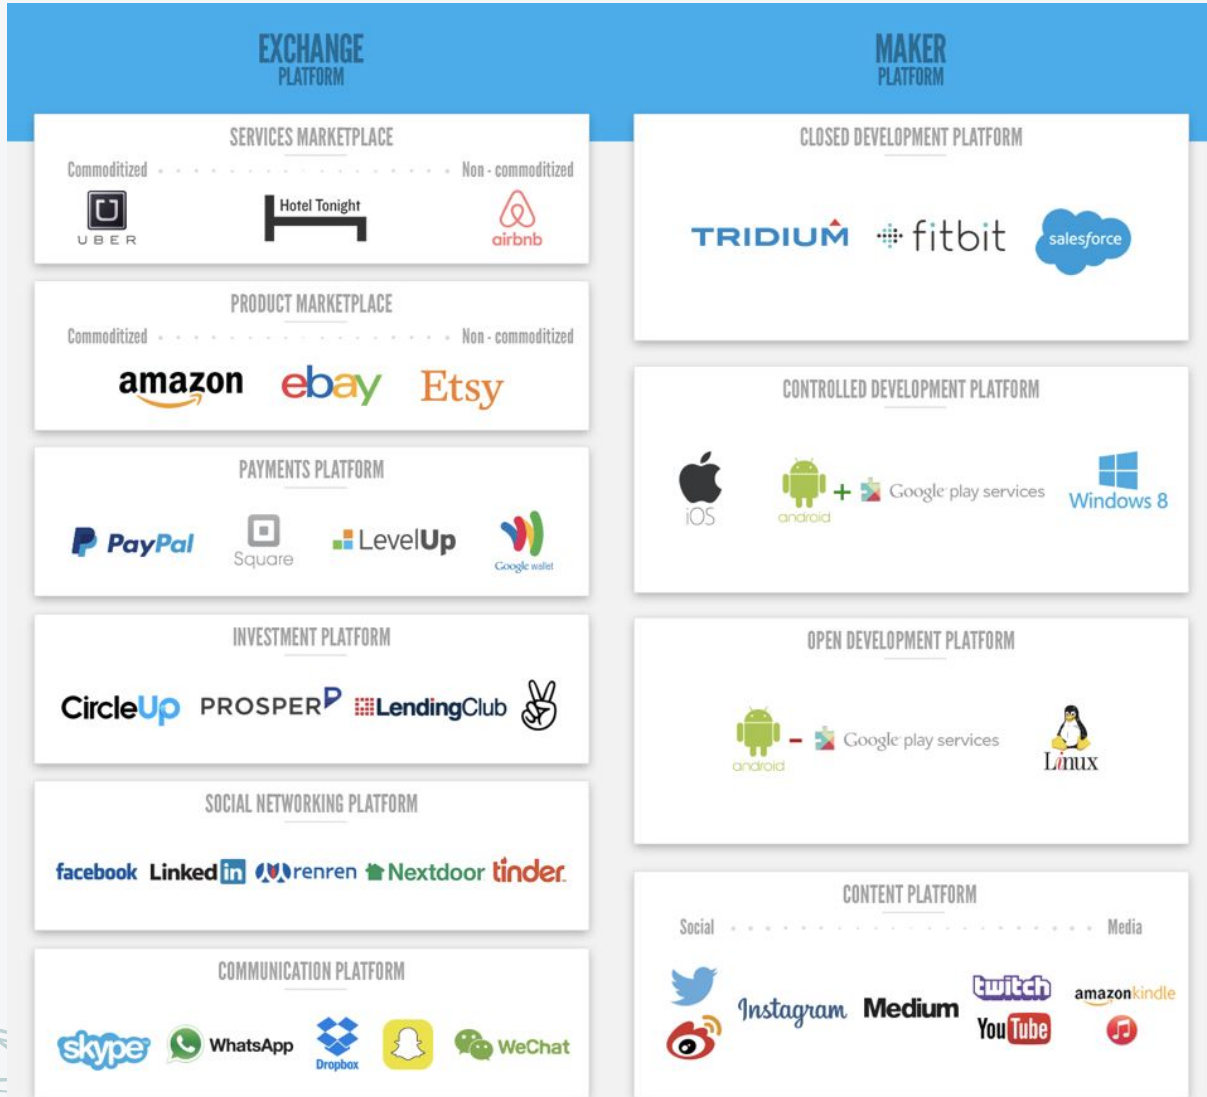 EXCHANGE
PLATFORM
SERVICES MARKETPLACE
Commoditized
Non - commoditized
UBER
Hotel Tonight
airbnb
PRODUCT MARKETPLACE
Commoditized
Non - commoditized
amazon
ebay
Etsy
PAYMENTS PLATFORM
PayPal
Square
LevelUp
Google wallet
INVESTMENT PLATFORM
CircleUp
PROSPER
LendingClub
SOCIAL NETWORKING PLATFORM
facebook
Linked in
renren
Nextdoor
tinder
COMMUNICATION PLATFORM
skype
WhatsApp
Dropbox
WeChat
MAKER
PLATFORM
CLOSED DEVELOPMENT PLATFORM
TRIDIUM
fitbit
salesforce
CONTROLLED DEVELOPMENT PLATFORM
iOS
android
+
Google play services
Windows 8
OPEN DEVELOPMENT PLATFORM
android
-
Google play services
Linux
CONTENT PLATFORM
Social
Media
Instagram
Medium
twitch
YouTube
amazonkindle